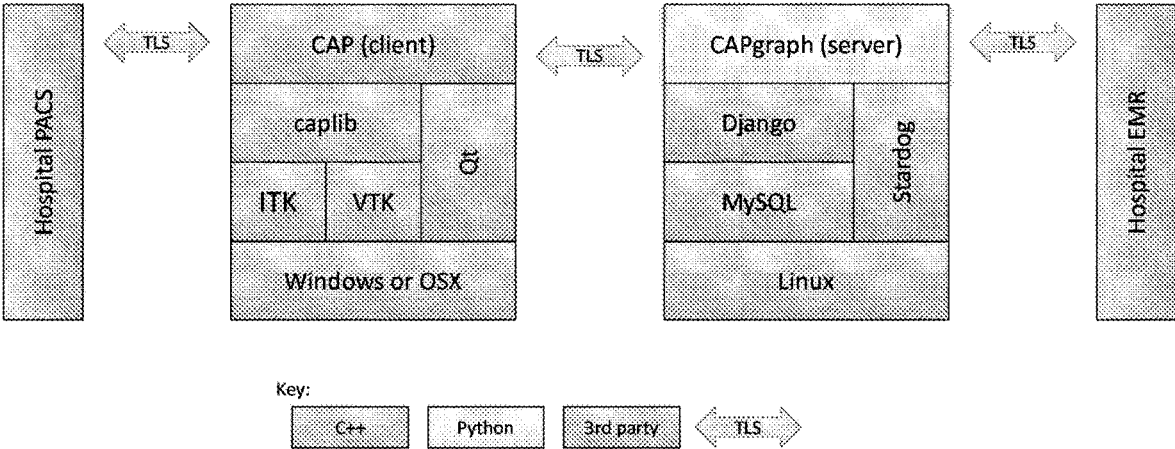 Hospital PACS
TLS
CAP (client)
TLS
CAPgraph (server)
TLS
Hospital EMR
caplib
Qt
Django
Stardog
ITK
VTK
MySQL
Windows or OSX
Linux
Key:
C++
Python
3rd party
TLS